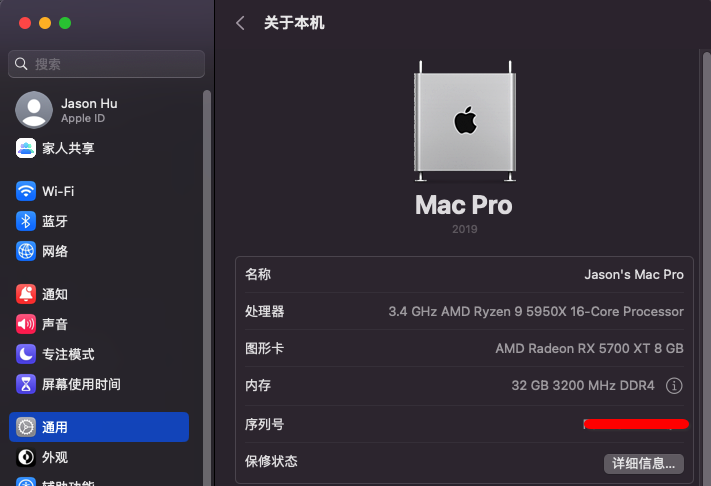 关于本机
搜索
Jason Hu
Apple ID
家人共享
Wi-Fi
蓝牙
网络
通知
声音
专注模式
屏幕使用时间
通用
外观
辅助功能
Mac Pro
2019
名称 Jason's Mac Pro
处理器 3.4 GHz AMD Ryzen 9 5950X 16-Core Processor
图形卡 AMD Radeon RX 5700 XT 8 GB
内存 32 GB 3200 MHz DDR4
序列号
保修状态 详细信息...